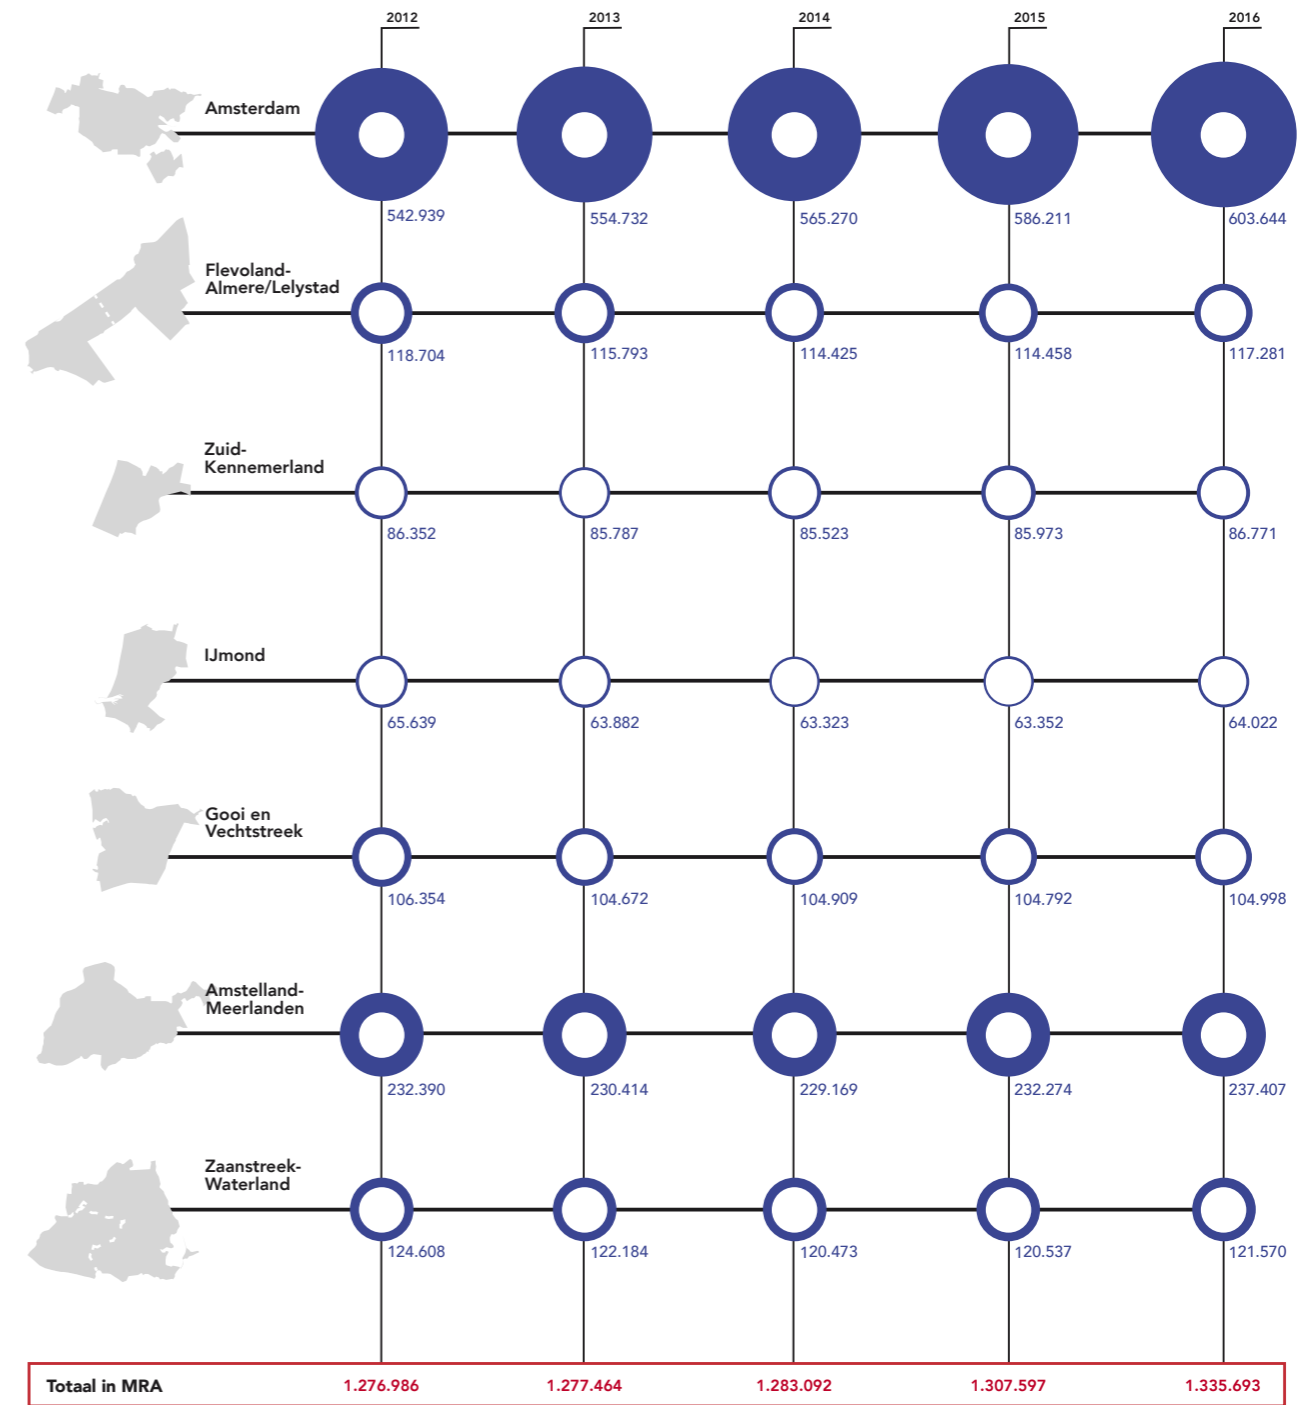 2012 2013 2014 2015 2016
Amsterdam
542.939 554.732 565.270 586.211 603.644
Flevoland-
Almere/Lelystad
118.704 115.793 114.425 114.458 117.281
Zuid-
Kennemerland
86.352 85.787 85.523 85.973 86.771
IJmond
65.639 63.882 63.323 63.352 64.022
Gooi en
Vechtstreek
106.354 104.672 104.909 104.792 104.998
Amstelland-
Meerlanden
232.390 230.414 229.169 232.274 237.407
Zaanstreek-
Waterland
124.608 122.184 120.473 120.537 121.570
Totaal in MRA 1.276.986 1.277.464 1.283.092 1.307.597 1.335.693